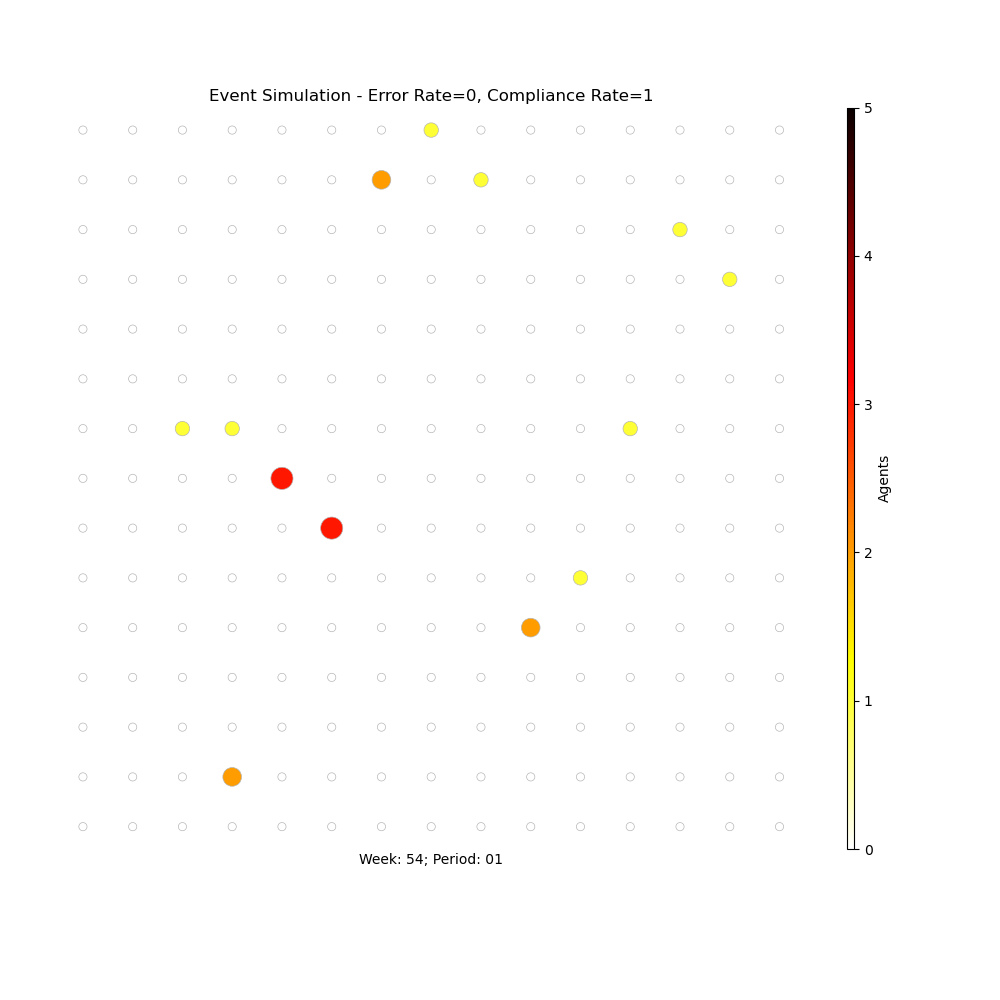 Event Simulation - Error Rate=0, Compliance Rate=1
5
4
3
2
1
0
Agents
Week: 54; Period: 01